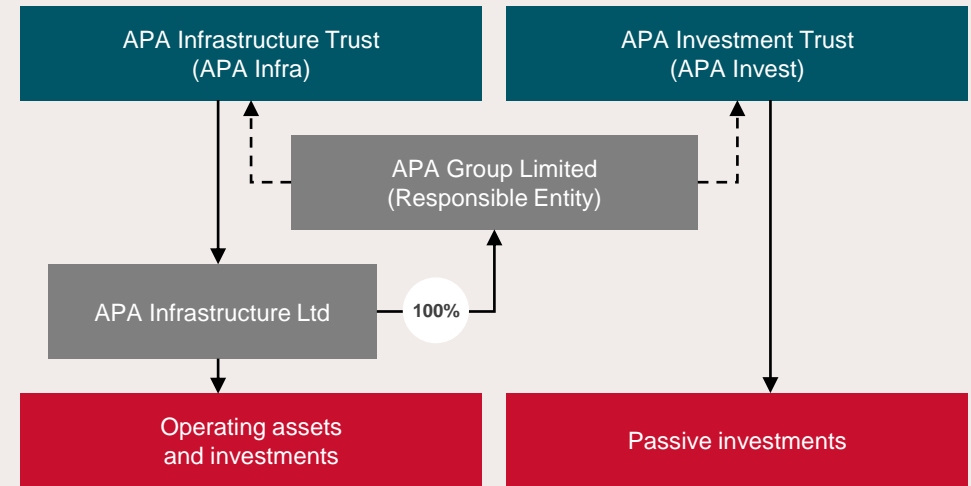 APA Infrastructure Trust
(APA Infra)
APA Investment Trust
(APA Invest)
APA Group Limited
(Responsible Entity)
APA Infrastructure Ltd
100%
Operating assets
and investments
Passive investments